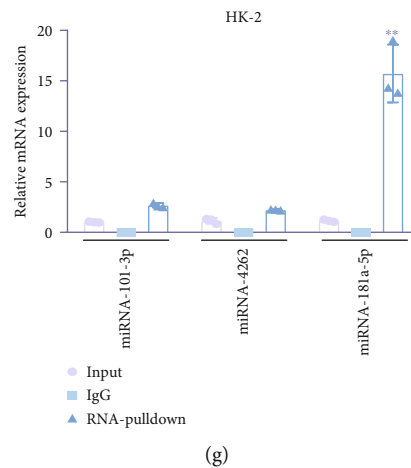 HK-2
Relative mRNA expression
20
15
10
5
0
**
miRNA-101-3p
miRNA-4262
miRNA-181a-5p
Input
IgG
RNA-pulldown
(g)